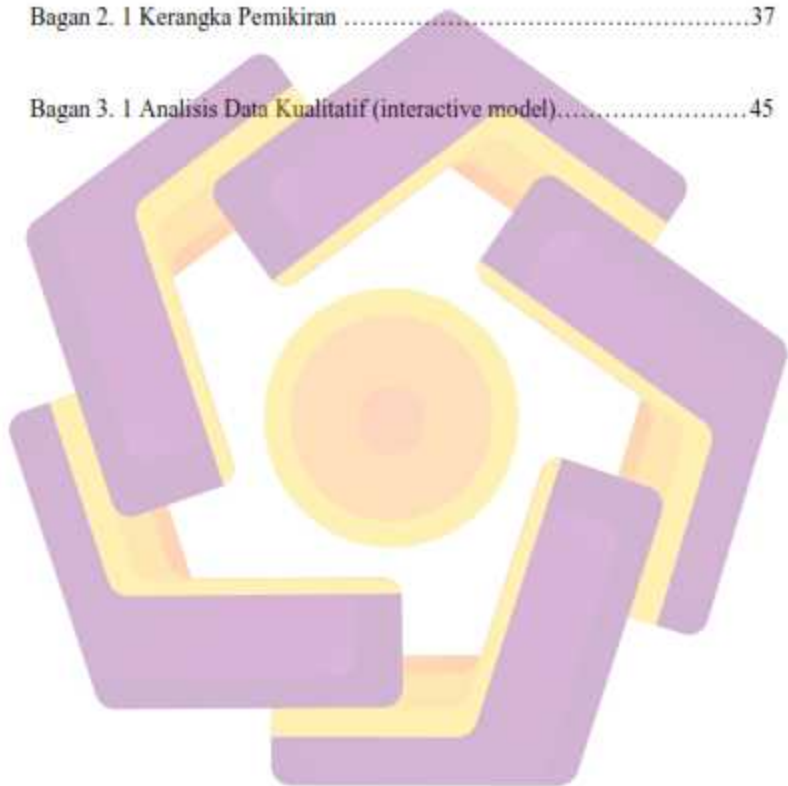 Bagan 2. 1 Kerangka Pemikiran ................................................37
Bagan 3. 1 Analisis Data Kualitatif (interactive model).........................45